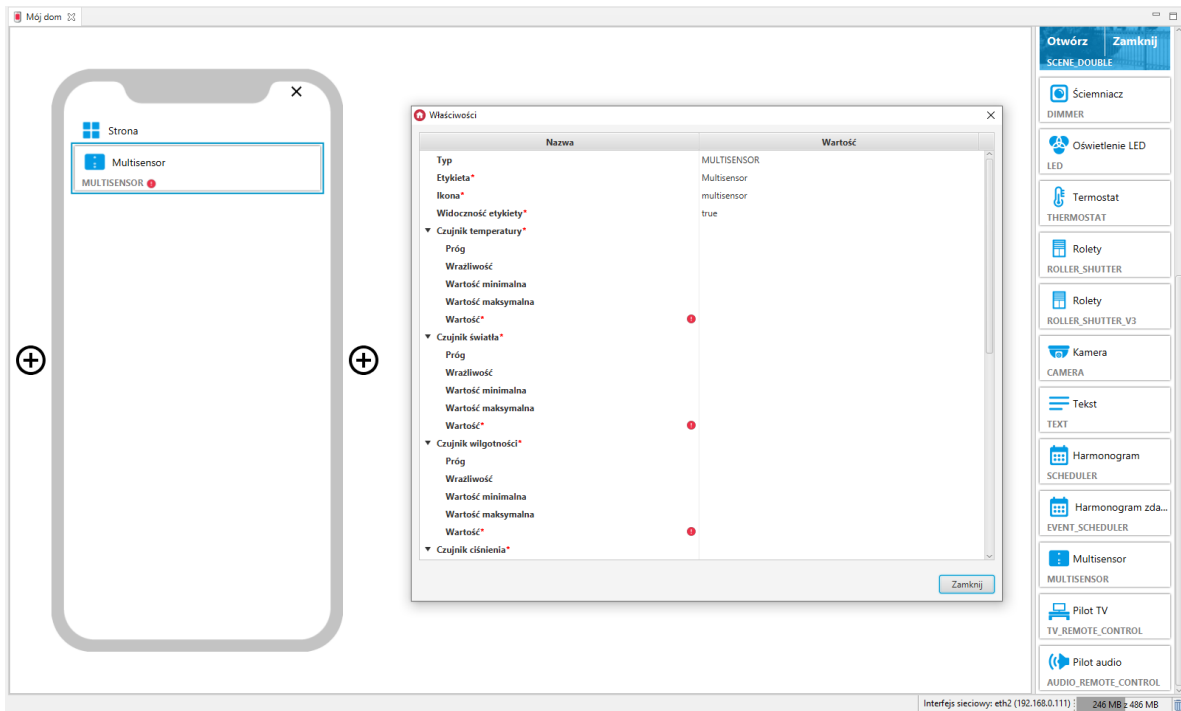 Mój dom
Strona
Multisensor
MULTISENSOR
Właściwości
Nazwa Wartość
Typ MULTISENSOR
Etykieta* Multisensor
Ikona* multisensor
Widoczność etykiety* true
Czujnik temperatury*
Próg
Wrażliwość
Wartość minimalna
Wartość maksymalna
Wartość*
Czujnik światła*
Próg
Wrażliwość
Wartość minimalna
Wartość maksymalna
Wartość*
Czujnik wilgotności*
Próg
Wrażliwość
Wartość minimalna
Wartość maksymalna
Wartość*
Czujnik ciśnienia*
Zamknij
Otwórz Zamknij
SCENE_DOUBLE
Ściemniacz
DIMMER
Oświetlenie LED
LED
Termostat
THERMOSTAT
Rolety
ROLLER_SHUTTER
Rolety
ROLLER_SHUTTER_V3
Kamera
CAMERA
Tekst
TEXT
Harmonogram
SCHEDULER
Harmonogram zda...
EVENT_SCHEDULER
Multisensor
MULTISENSOR
Pilot TV
TV_REMOTE_CONTROL
Pilot audio
AUDIO_REMOTE_CONTROL
Interfejs sieciowy: eth2 (192.168.0.111) 246 MB z 486 MB